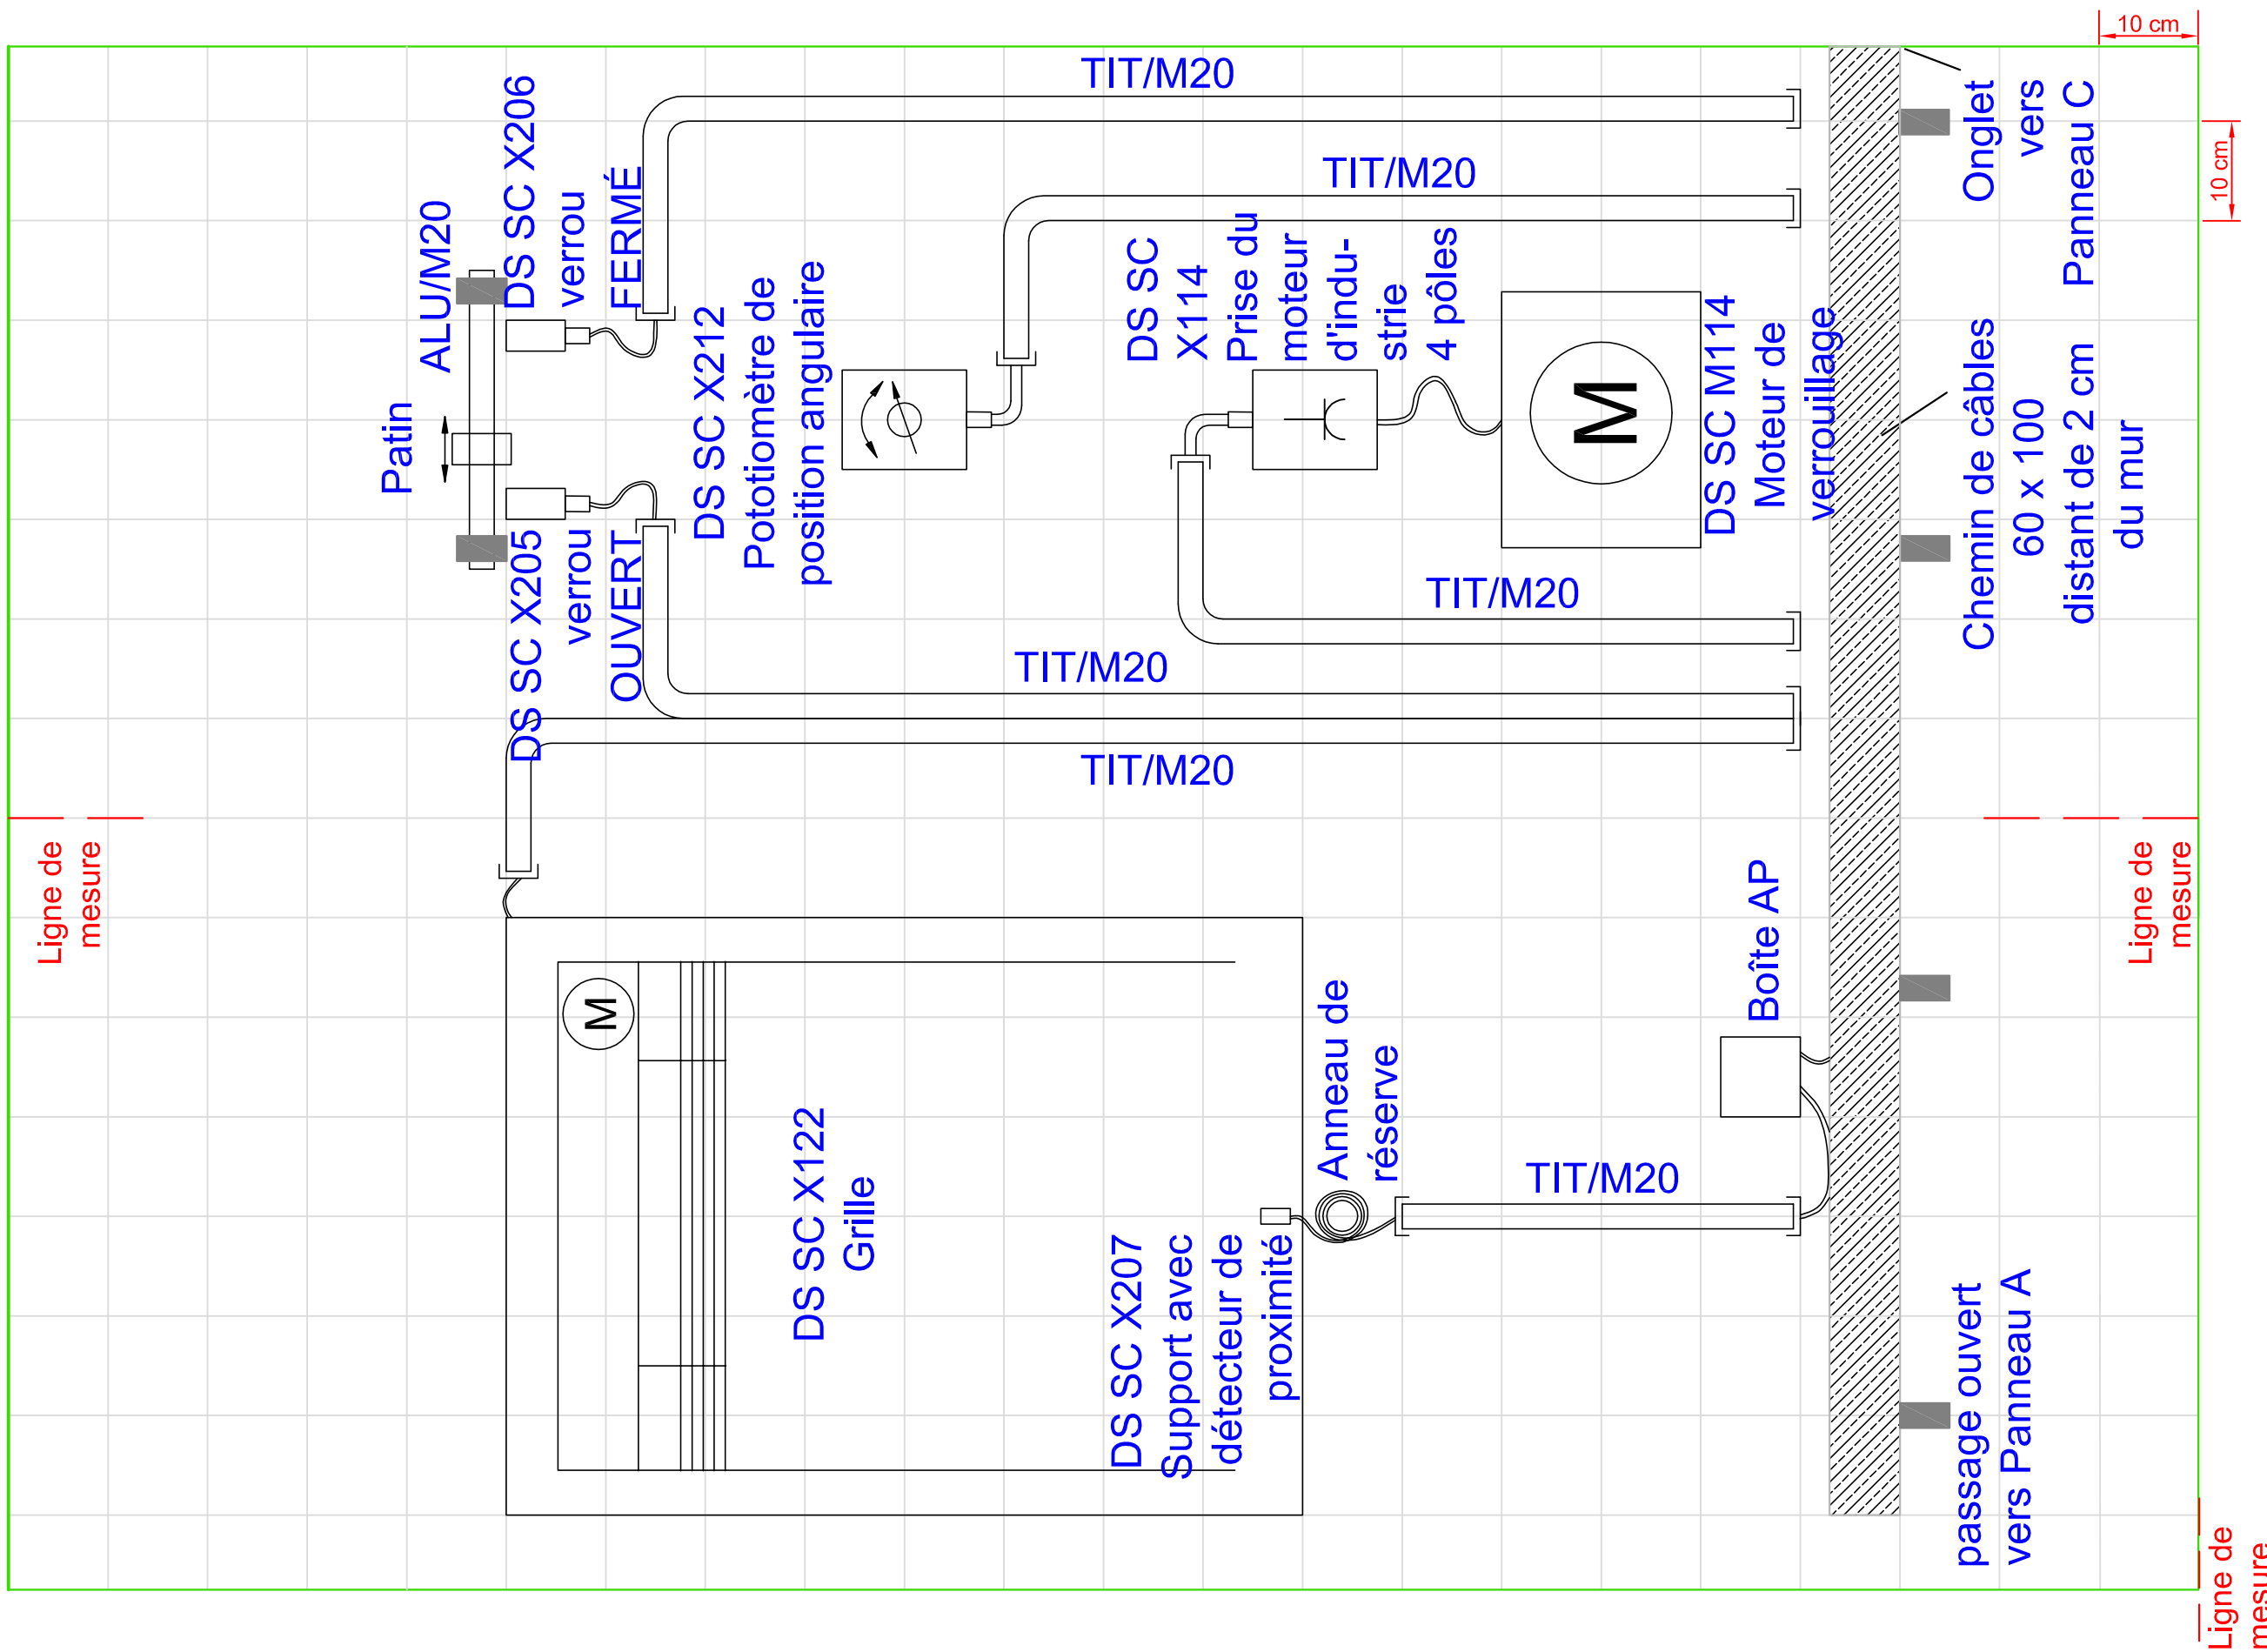 10 cm
10 cm
TIT/M20
TIT/M20
TIT/M20
TIT/M20
TIT/M20
TIT/M20
Patin
ALU/M20
DS SC X206
verrou
FERMÉ
DS SC X205
verrou
OUVERT
DS SC X212
Pototiomètre de
position angulaire
DS SC
X114
Prise du
moteur
d'indu-
strie
4 pôles
M
DS SC M114
Moteur de
verrouillage
Onglet
vers
Panneau C
Chemin de câbles
60 x 100
distant de 2 cm
du mur
Ligne de
mesure
Ligne de
mesure
M
DS SC X122
Grille
DS SC X207
Support avec
détecteur de
proximité
Anneau de
réserve
Boîte AP
passage ouvert
vers Panneau A
Ligne de
mesure